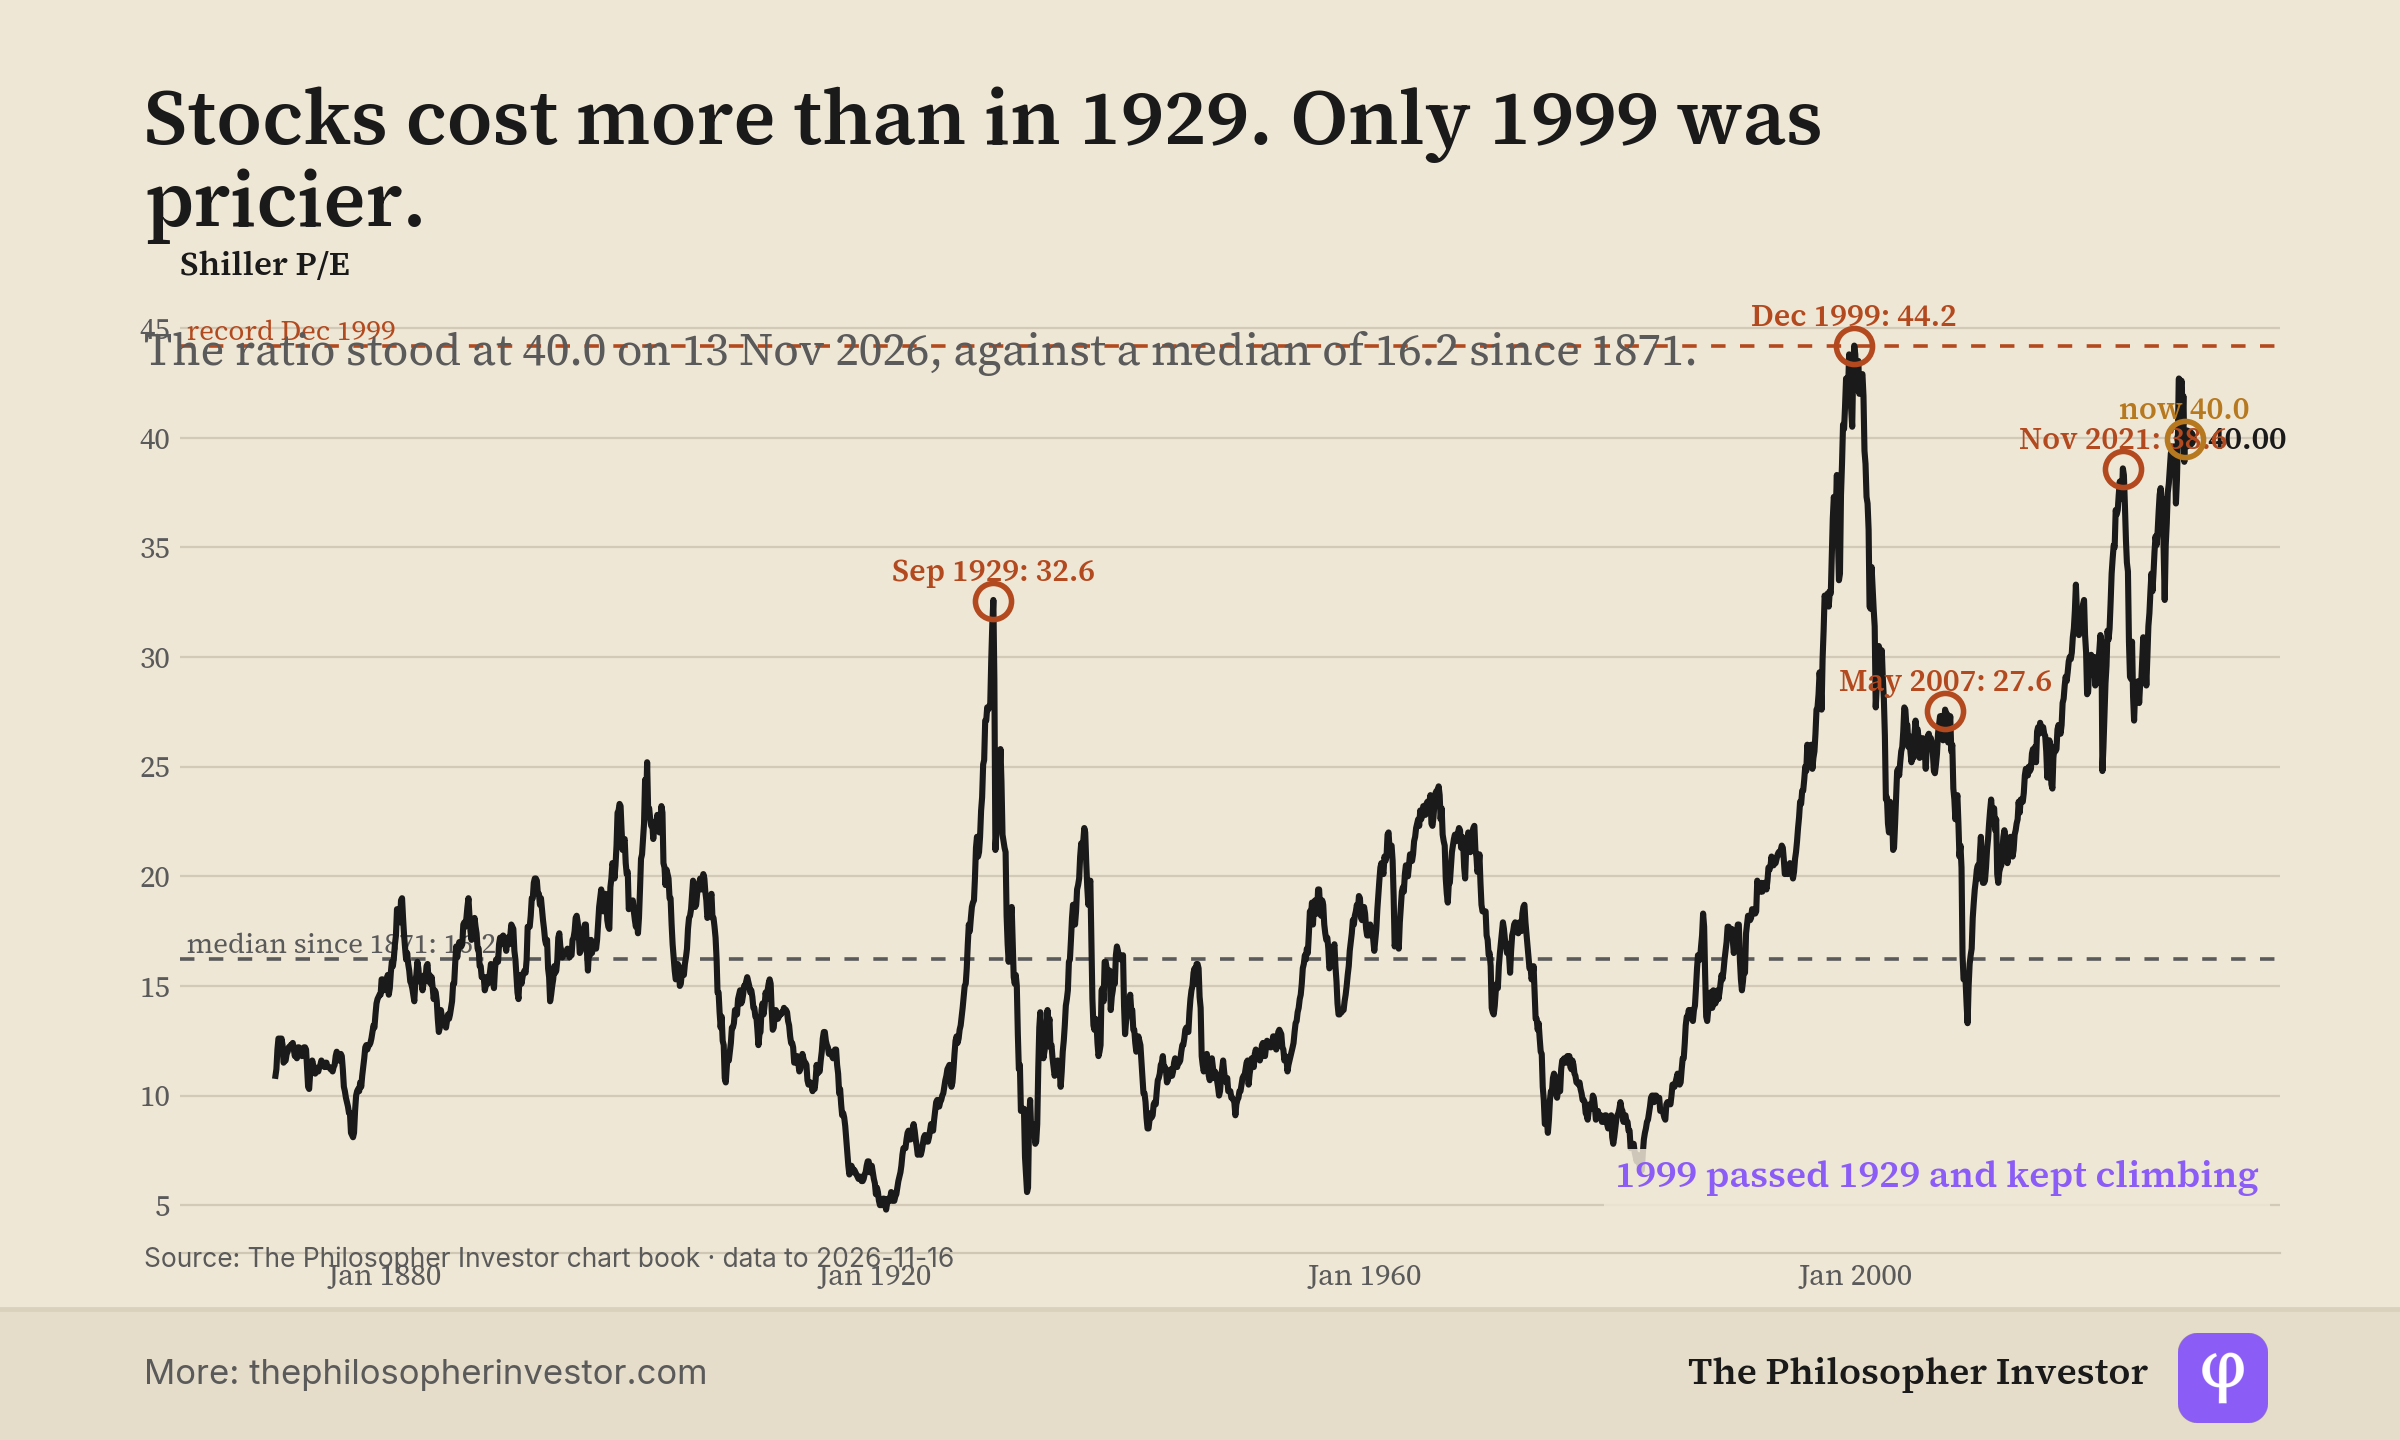 Stocks cost more than in 1929. Only 1999 was
pricier.
Shiller P/E
45
record Dec 1999
The ratio stood at 40.0 on 13 Nov 2026, against a median of 16.2 since 1871.
Dec 1999: 44.2
now 40.0
40
Nov 2021: 38.6
40.00
35
Sep 1929: 32.6
30
May 2007: 27.6
25
20
median since 1871: 16.2
15
10
1999 passed 1929 and kept climbing
5
Source: The Philosopher Investor chart book · data to 2026-11-16
Jan 1880
Jan 1920
Jan 1960
Jan 2000
More: thephilosopherinvestor.com
The Philosopher Investor
φ